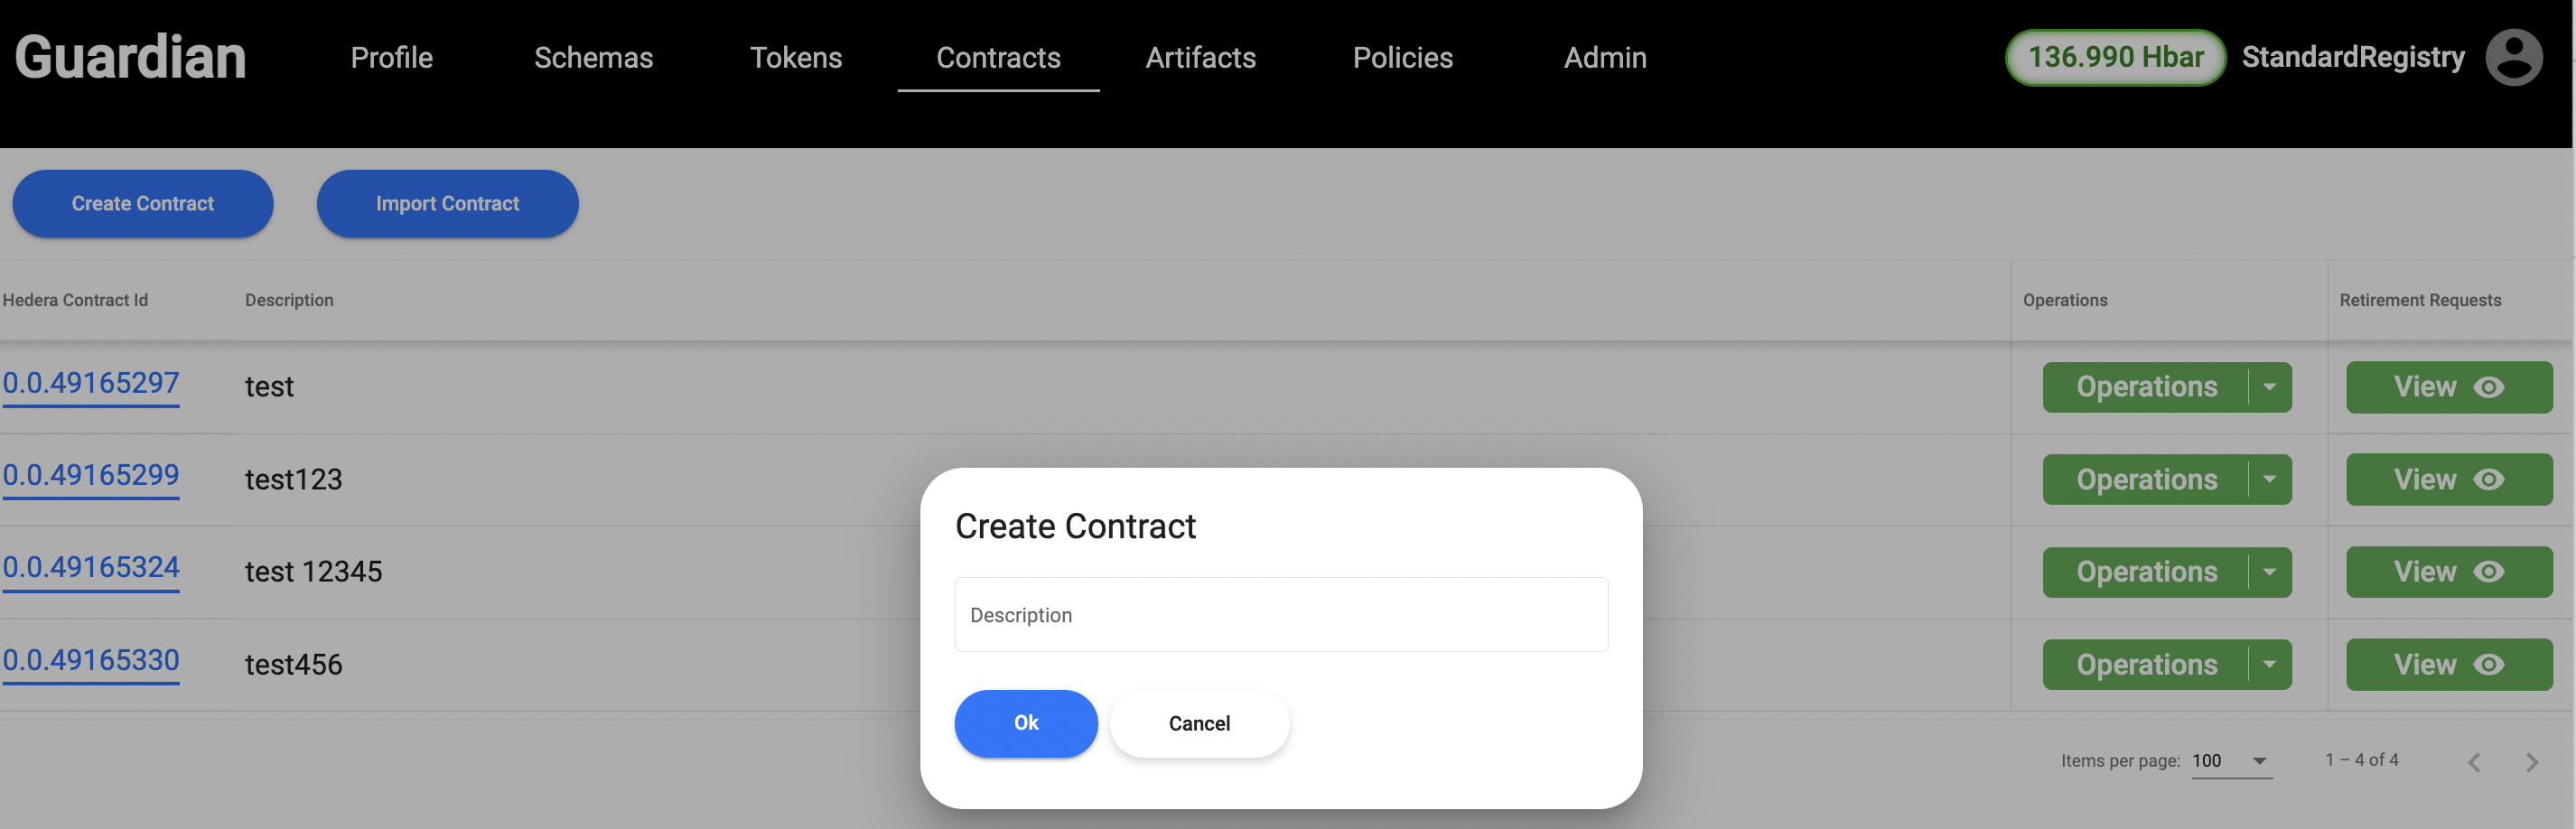 Guardian Profile Schemas Tokens Contracts Artifacts Policies Admin 136.990 Hbar StandardRegistry
Create Contract Import Contract
Hedera Contract Id Description Operations Retirement Requests
0.0.49165297 test Operations View
0.0.49165299 test123 Operations View
0.0.49165324 test 12345 Operations View
0.0.49165330 test456 Operations View
Create Contract
Description
Ok Cancel
Items per page: 100 1 – 4 of 4